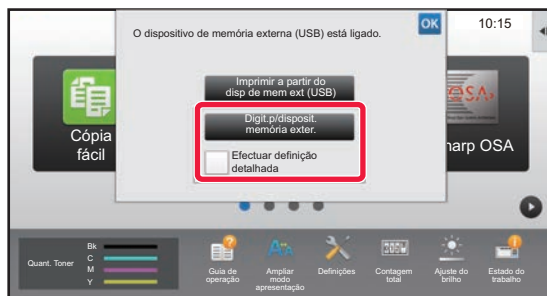 O dispositivo de memória externa (USB) está ligado.
OK
10:15
Imprimir a partir do
disp de mem ext (USB)
Digit.p/disposit.
memória exter.
Efectuar definição
detalhada
Cópia
fácil
harp OSA
Quant. Toner
Bk
C
M
Y
Guia de
operação
Ampliar
modo
apresentação
Definições
Contagem
total
Ajuste do
brilho
Estado do
trabalho